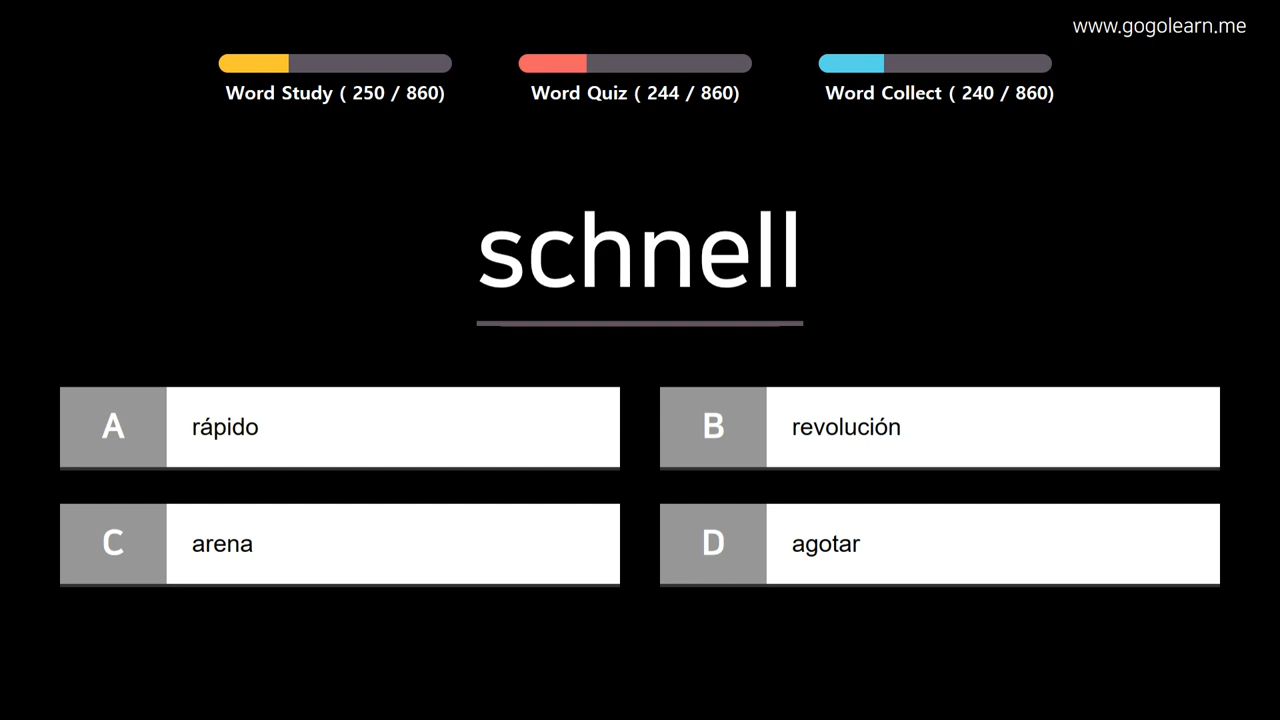 www.gogolearn.me
Word Study ( 250 / 860)
Word Quiz ( 244 / 860)
Word Collect ( 240 / 860)
schnell
A rápido
B revolución
C arena
D agotar